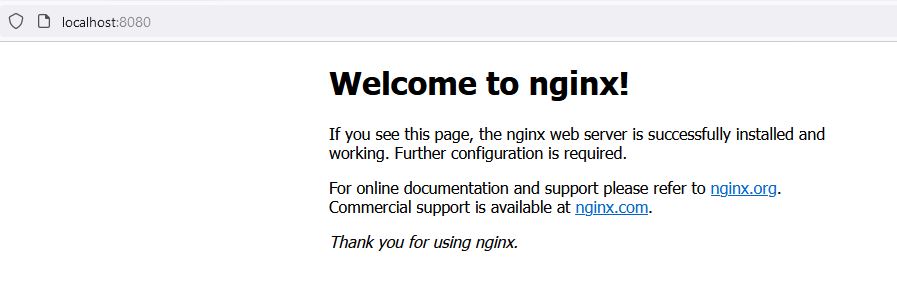 localhost:8080
Welcome to nginx!
If you see this page, the nginx web server is successfully installed and
working. Further configuration is required.
For online documentation and support please refer to nginx.org.
Commercial support is available at nginx.com.
Thank you for using nginx.